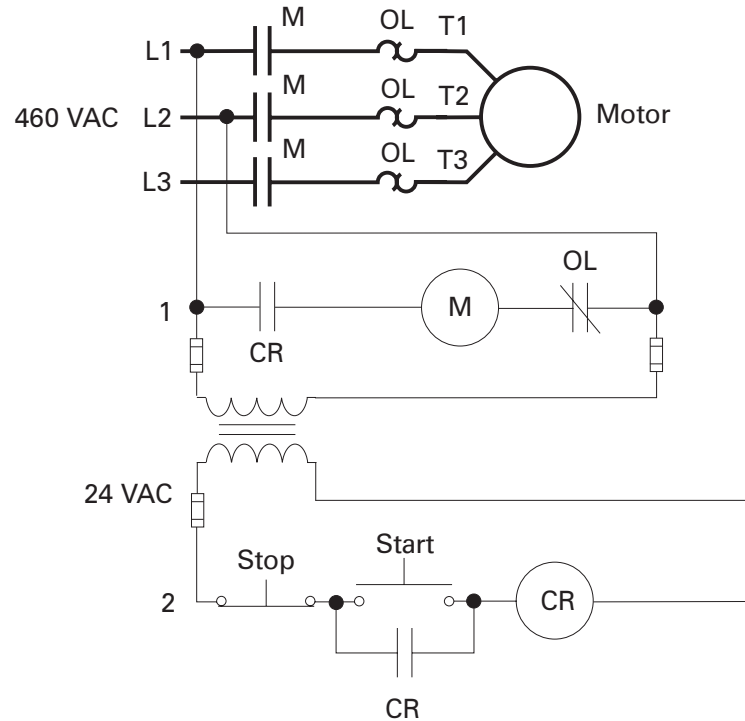 M OL T1
L1
M OL T2
460 VAC L2 Motor
M OL T3
L3
OL
1 M
CR
24 VAC
Start
Stop
2 CR
CR